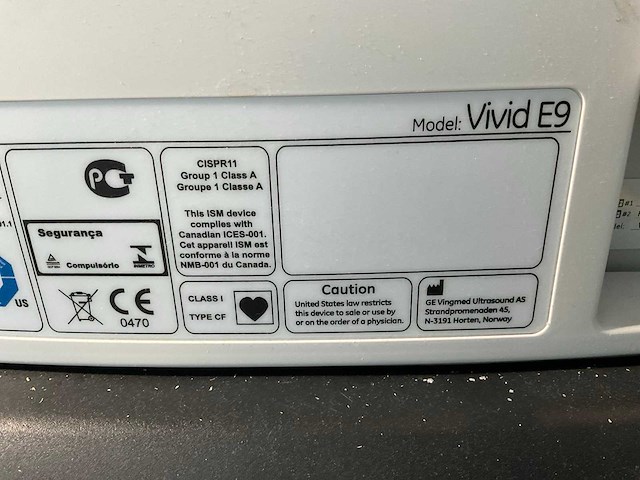 Model: Vivid E9
PCT
CISPR11
Group 1 Class A
Groupe 1 Classe A
This ISM device
complies with
Canadian ICES-001.
Cet appareil ISM est
conforme à la norme
NMB-001 du Canada.
Segurança
Compulsório
INMETRO
US
CE
0470
CLASS I
TYPE CF
Caution
United States law restricts
this device to sale or use by
or on the order of a physician.
GE Vingmed Ultrasound AS
Strandpromenaden 45,
N-3191 Horten, Norway
#1
#2